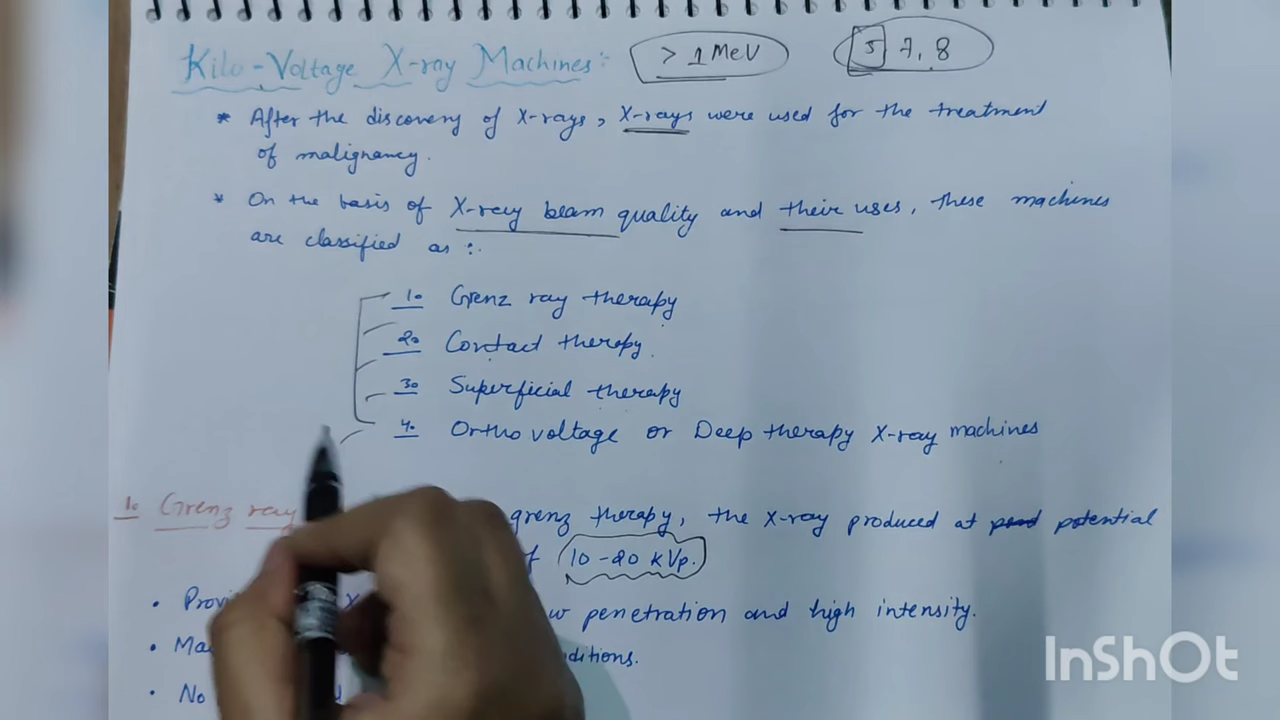 Kilo-Voltage X-ray Machines:- > 1 MeV 5 7, 8
* After the discovery of X-rays, X-rays were used for the treatment
of malignancy.
* On the basis of X-ray beam quality and their uses, these machines
are classified as :-
1. Grenz ray therapy
2. Contact therapy.
3. Superficial therapy
4. Ortho voltage or Deep therapy X-ray machines
1. Grenz ray grenz therapy, the X-ray produced at potential
10-20 kVp.
penetration and high intensity.
No
InShOt